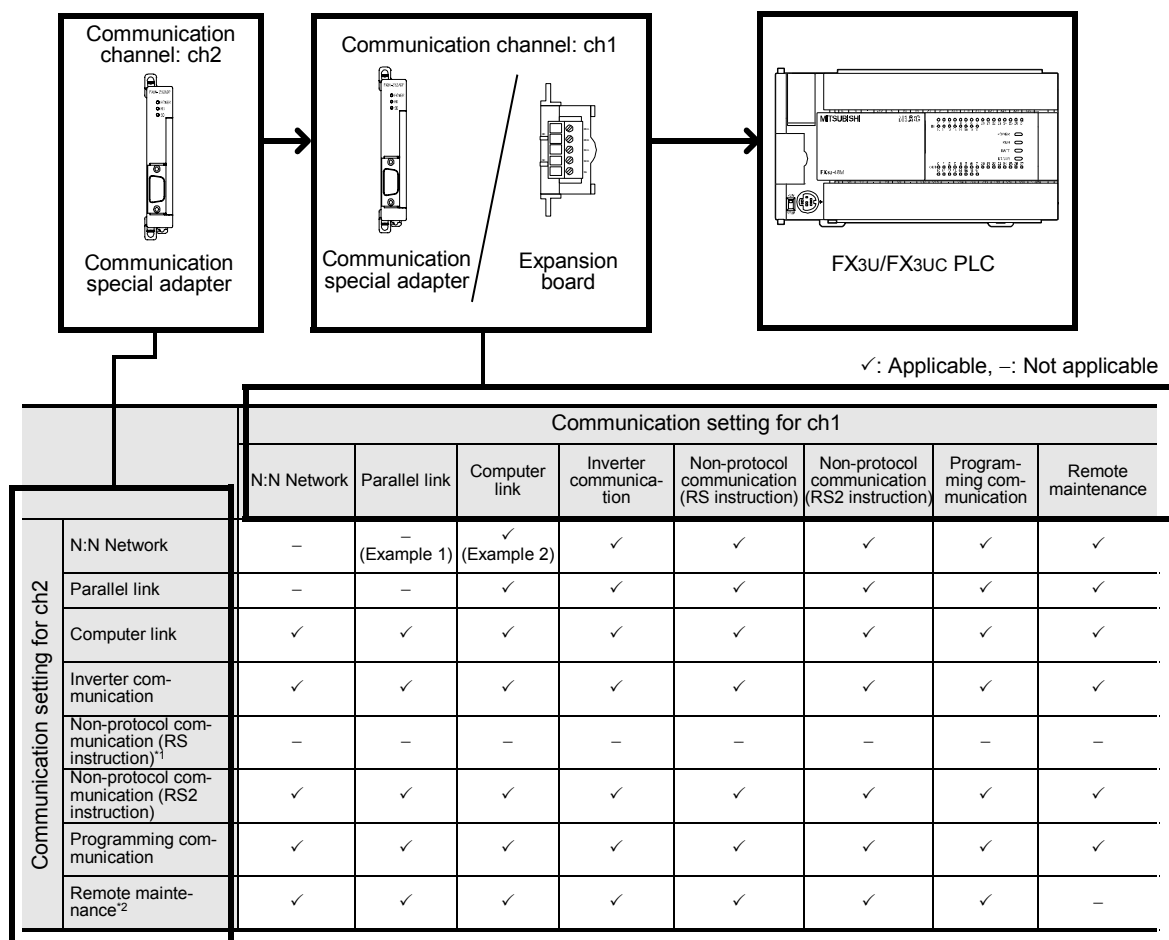 Communication
channel: ch2
Communication channel: ch1
MITSUBISHI
Communication
special adapter
Communication
special adapter
Expansion
board
FX3U/FX3UC PLC
✓: Applicable, –: Not applicable
Communication setting for ch1
N:N Network
Parallel link
Computer
link
Inverter
communica-
tion
Non-protocol
communication
(RS instruction)
Non-protocol
communication
(RS2 instruction)
Program-
ming com-
munication
Remote
maintenance
Communication setting for ch2
N:N Network
– – ✓ ✓ ✓ ✓ ✓ ✓
(Example 1) (Example 2)
Parallel link
– – ✓ ✓ ✓ ✓ ✓ ✓
Computer link
✓ ✓ ✓ ✓ ✓ ✓ ✓ ✓
Inverter com-
munication
✓ ✓ ✓ ✓ ✓ ✓ ✓ ✓
Non-protocol com-
munication (RS
instruction)*1
– – – – – – – –
Non-protocol com-
munication (RS2
instruction)
✓ ✓ ✓ ✓ ✓ ✓ ✓ ✓
Programming com-
munication
✓ ✓ ✓ ✓ ✓ ✓ ✓ ✓
Remote mainte-
nance*2
✓ ✓ ✓ ✓ ✓ ✓ ✓ –